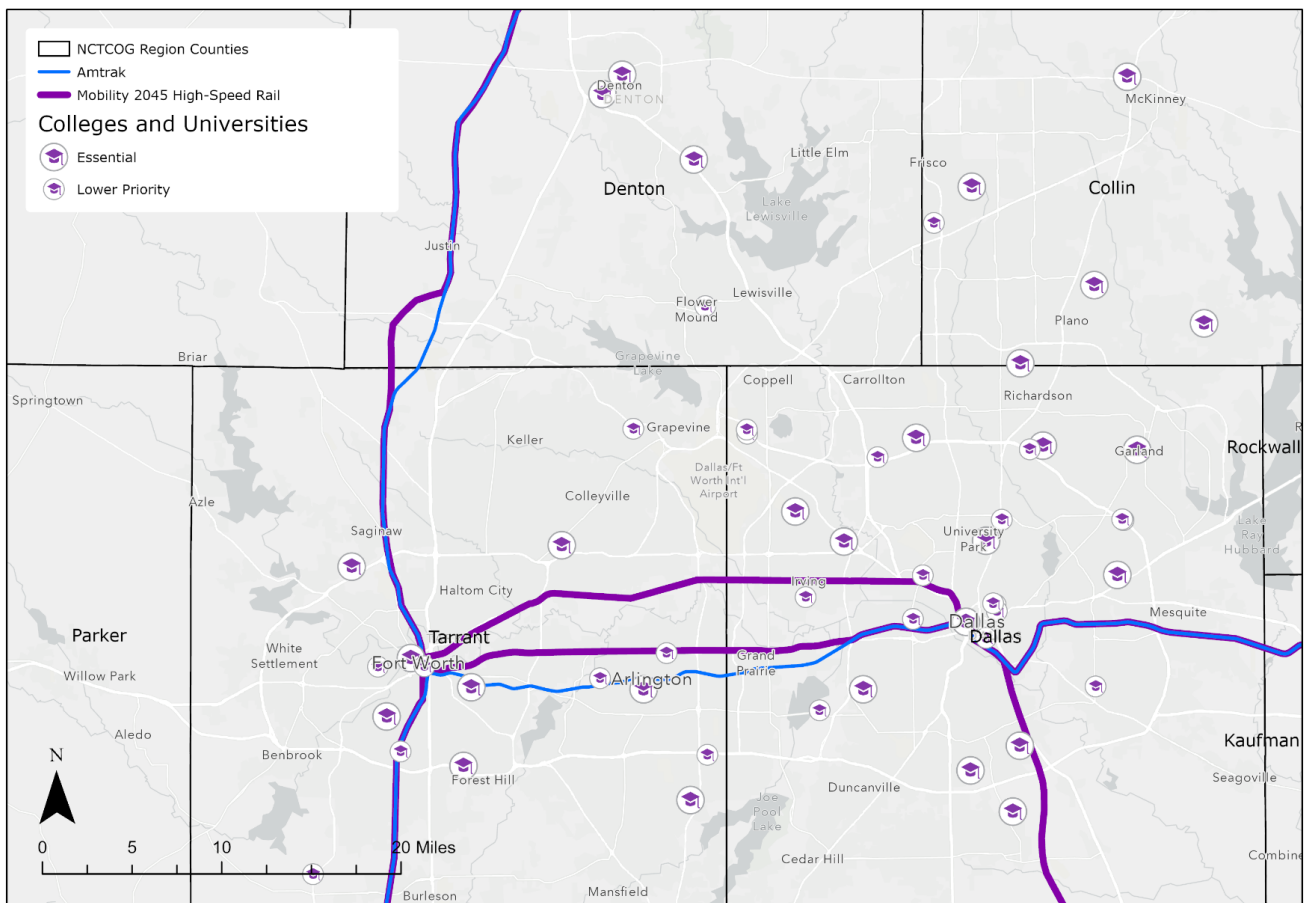 NCTCOG Region Counties
Amtrak
Mobility 2045 High-Speed Rail
Colleges and Universities
Essential
Lower Priority
Denton
DENTON
McKinney
Little Elm
Frisco
Denton
Collin
Lake
Lewisville
Justin
Lewisville
Flower
Mound
Plano
Briar
Grapevine
Lake
Coppell
Carrollton
Springtown
Richardson
Keller
Grapevine
Garland
Rockwall
R
Dallas/Ft
Worth Int'l
Airport
Colleyville
Azle
Saginaw
University
Park
Lake
Ray
Hubbard
Haltom City
Irving
Mesquite
Parker
Tarrant
Dallas
Dallas
White
Settlement
Fort Worth
Grand
Prairie
Willow Park
Arlington
Aledo
Benbrook
Kaufman
N
Forest Hill
Seagoville
Duncanville
Joe
Pool
Lake
0 5 10 20 Miles
Cedar Hill
Combine
Burleson
Mansfield